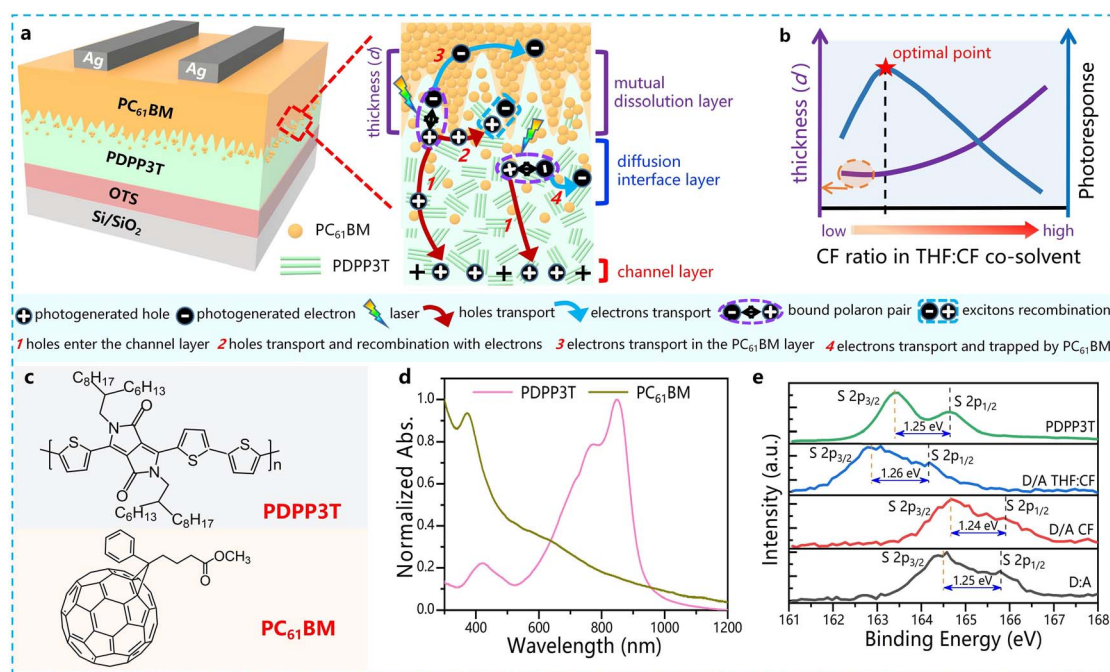 a
Ag
Ag
PC₆₁BM
PDPP3T
OTS
Si/SiO₂
PC₆₁BM
PDPP3T
thickness (d)
3
2
1
1
4
mutual
dissolution layer
diffusion
interface layer
channel layer
b
optimal point
thickness (d)
Photoresponse
low
high
CF ratio in THF:CF co-solvent
photogenerated hole
photogenerated electron
laser
holes transport
electrons transport
bound polaron pair
excitons recombination
1 holes enter the channel layer 2 holes transport and recombination with electrons 3 electrons transport in the PC₆₁BM layer 4 electrons transport and trapped by PC₆₁BM
c
C₈H₁₇
C₆H₁₃
O
N
S
S
S
n
N
O
C₆H₁₃
C₈H₁₇
PDPP3T
OCH₃
O
PC₆₁BM
d
PDPP3T
PC₆₁BM
Normalized Abs.
1.0
0.8
0.6
0.4
0.2
0.0
400 600 800 1000 1200
Wavelength (nm)
e
S 2p₃/₂
S 2p₁/₂
1.25 eV
PDPP3T
S 2p₃/₂
S 2p₁/₂
1.26 eV
D/A THF:CF
S 2p₃/₂
S 2p₁/₂
1.24 eV
D/A CF
S 2p₃/₂
S 2p₁/₂
1.25 eV
D:A
Intensity (a.u.)
161 162 163 164 165 166 167 168
Binding Energy (eV)